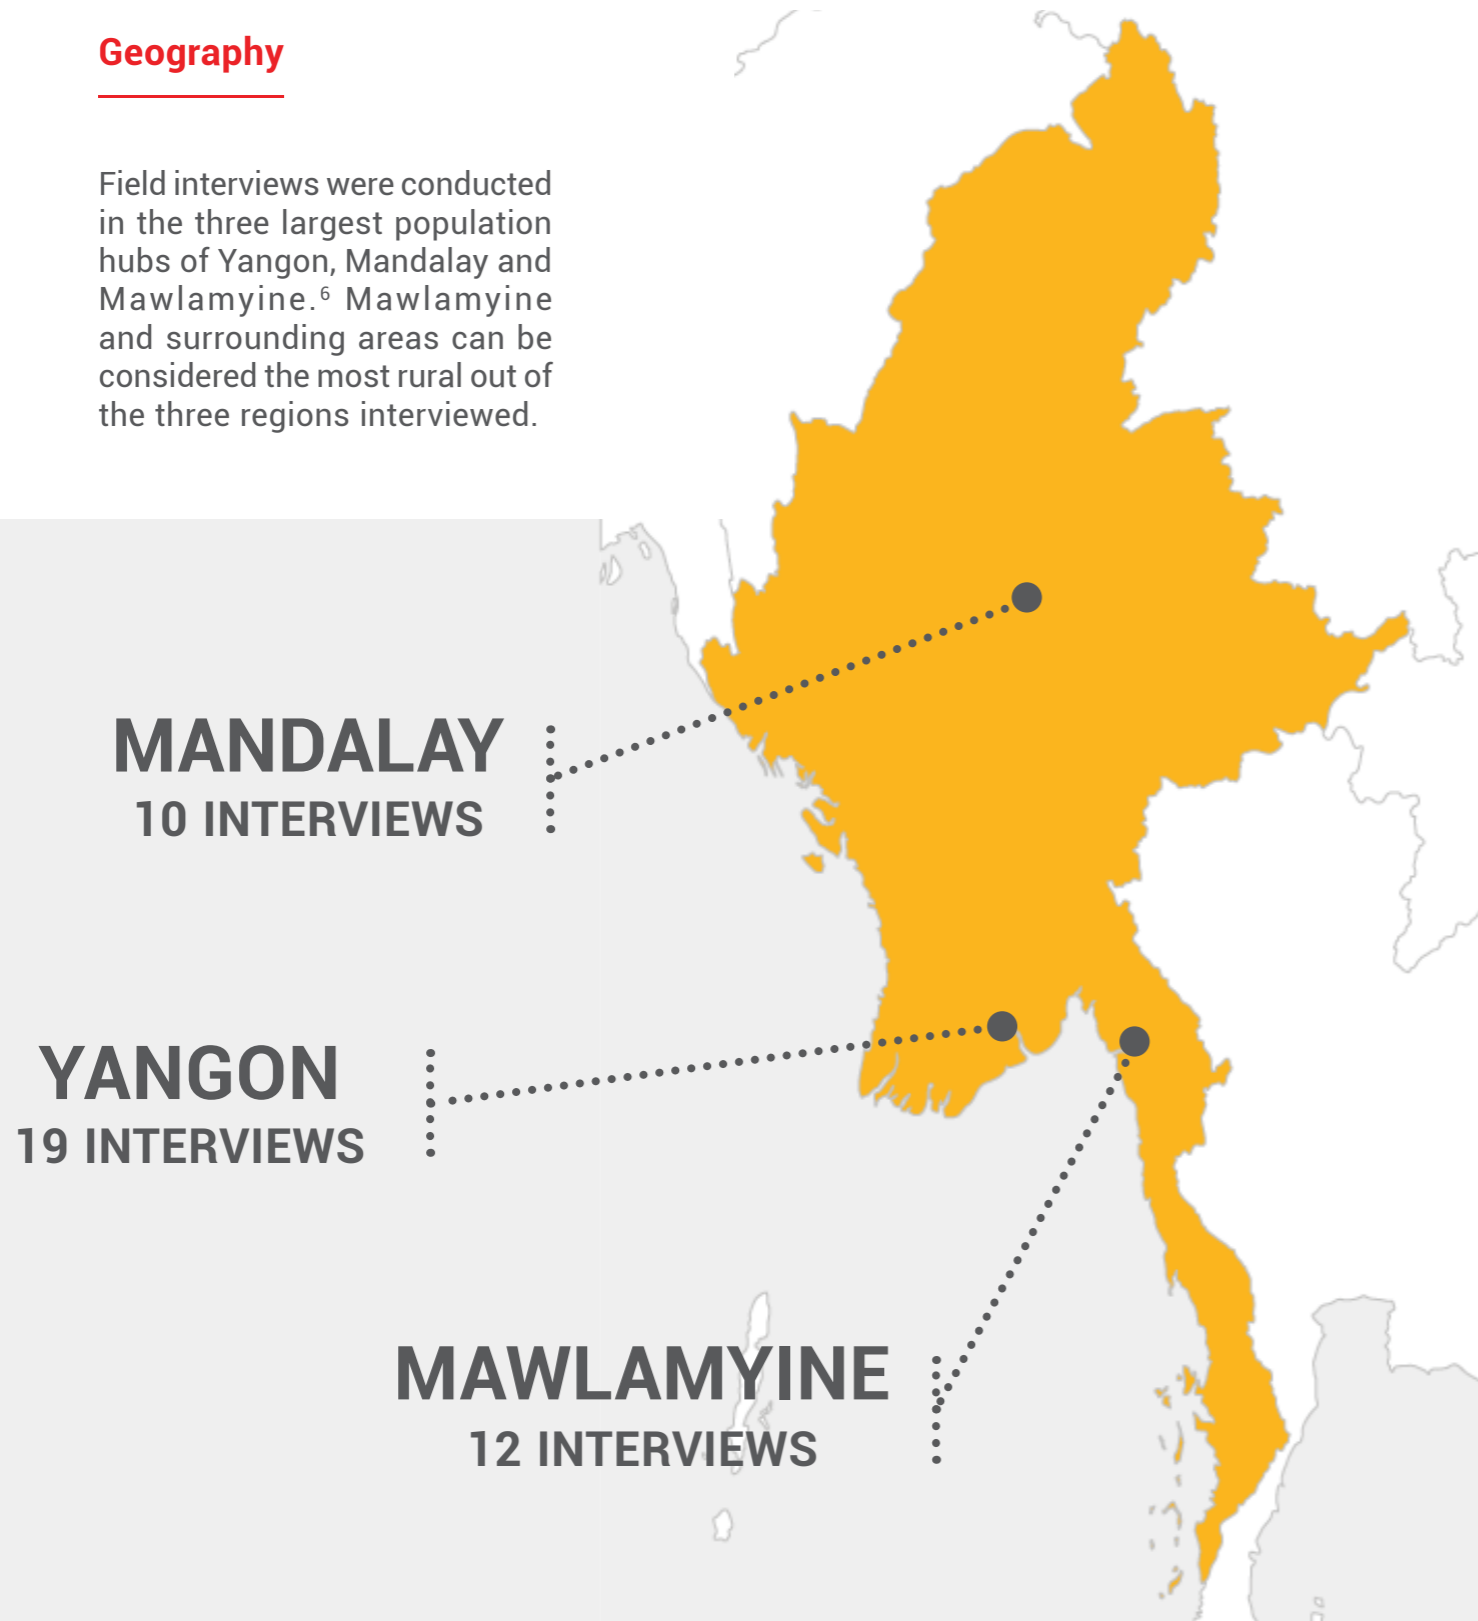 Geography
Field interviews were conducted
in the three largest population
hubs of Yangon, Mandalay and
Mawlamyine.⁶ Mawlamyine
and surrounding areas can be
considered the most rural out of
the three regions interviewed.
MANDALAY
10 INTERVIEWS
YANGON
19 INTERVIEWS
MAWLAMYINE
12 INTERVIEWS